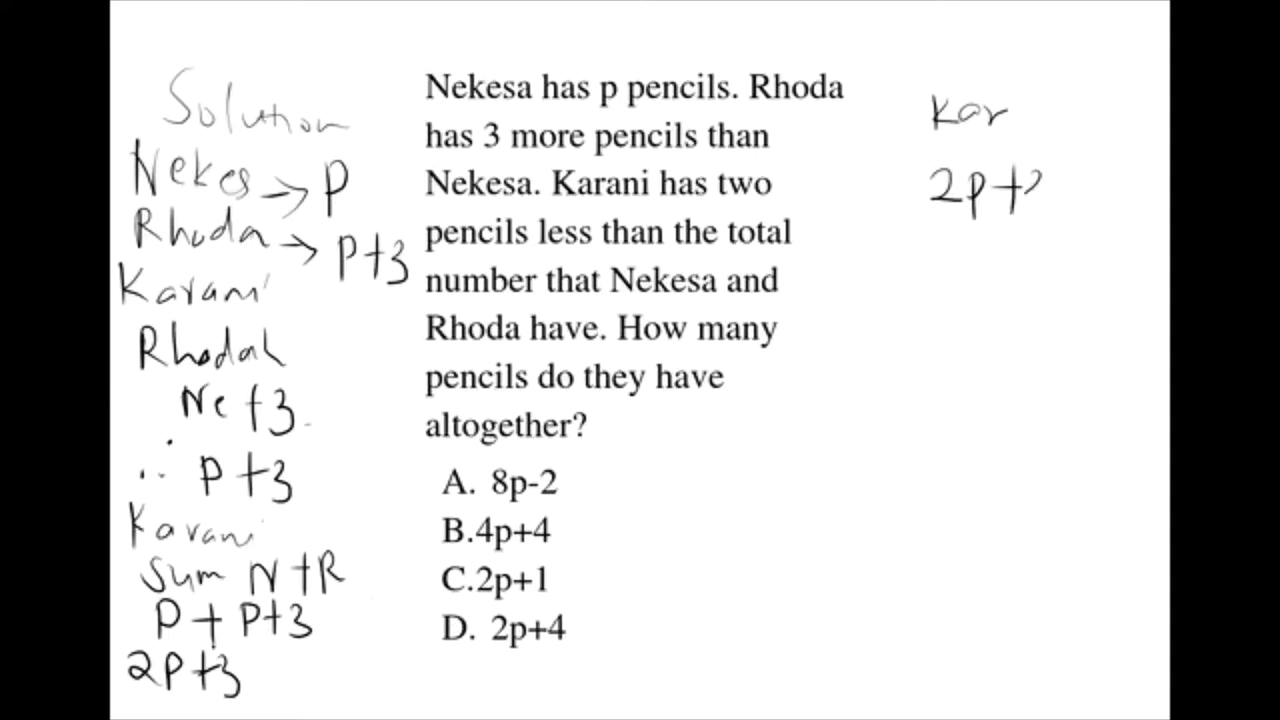 Solution
Nekes → P
Rhoda → P+3
Karani
Rhodah
Ne +3
∴ P+3
Karani
Sum N+R
P + P+3
2P+3
Nekesa has p pencils. Rhoda
has 3 more pencils than
Nekesa. Karani has two
pencils less than the total
number that Nekesa and
Rhoda have. How many
pencils do they have
altogether?
A. 8p-2
B.4p+4
C.2p+1
D. 2p+4
Kar
2p+